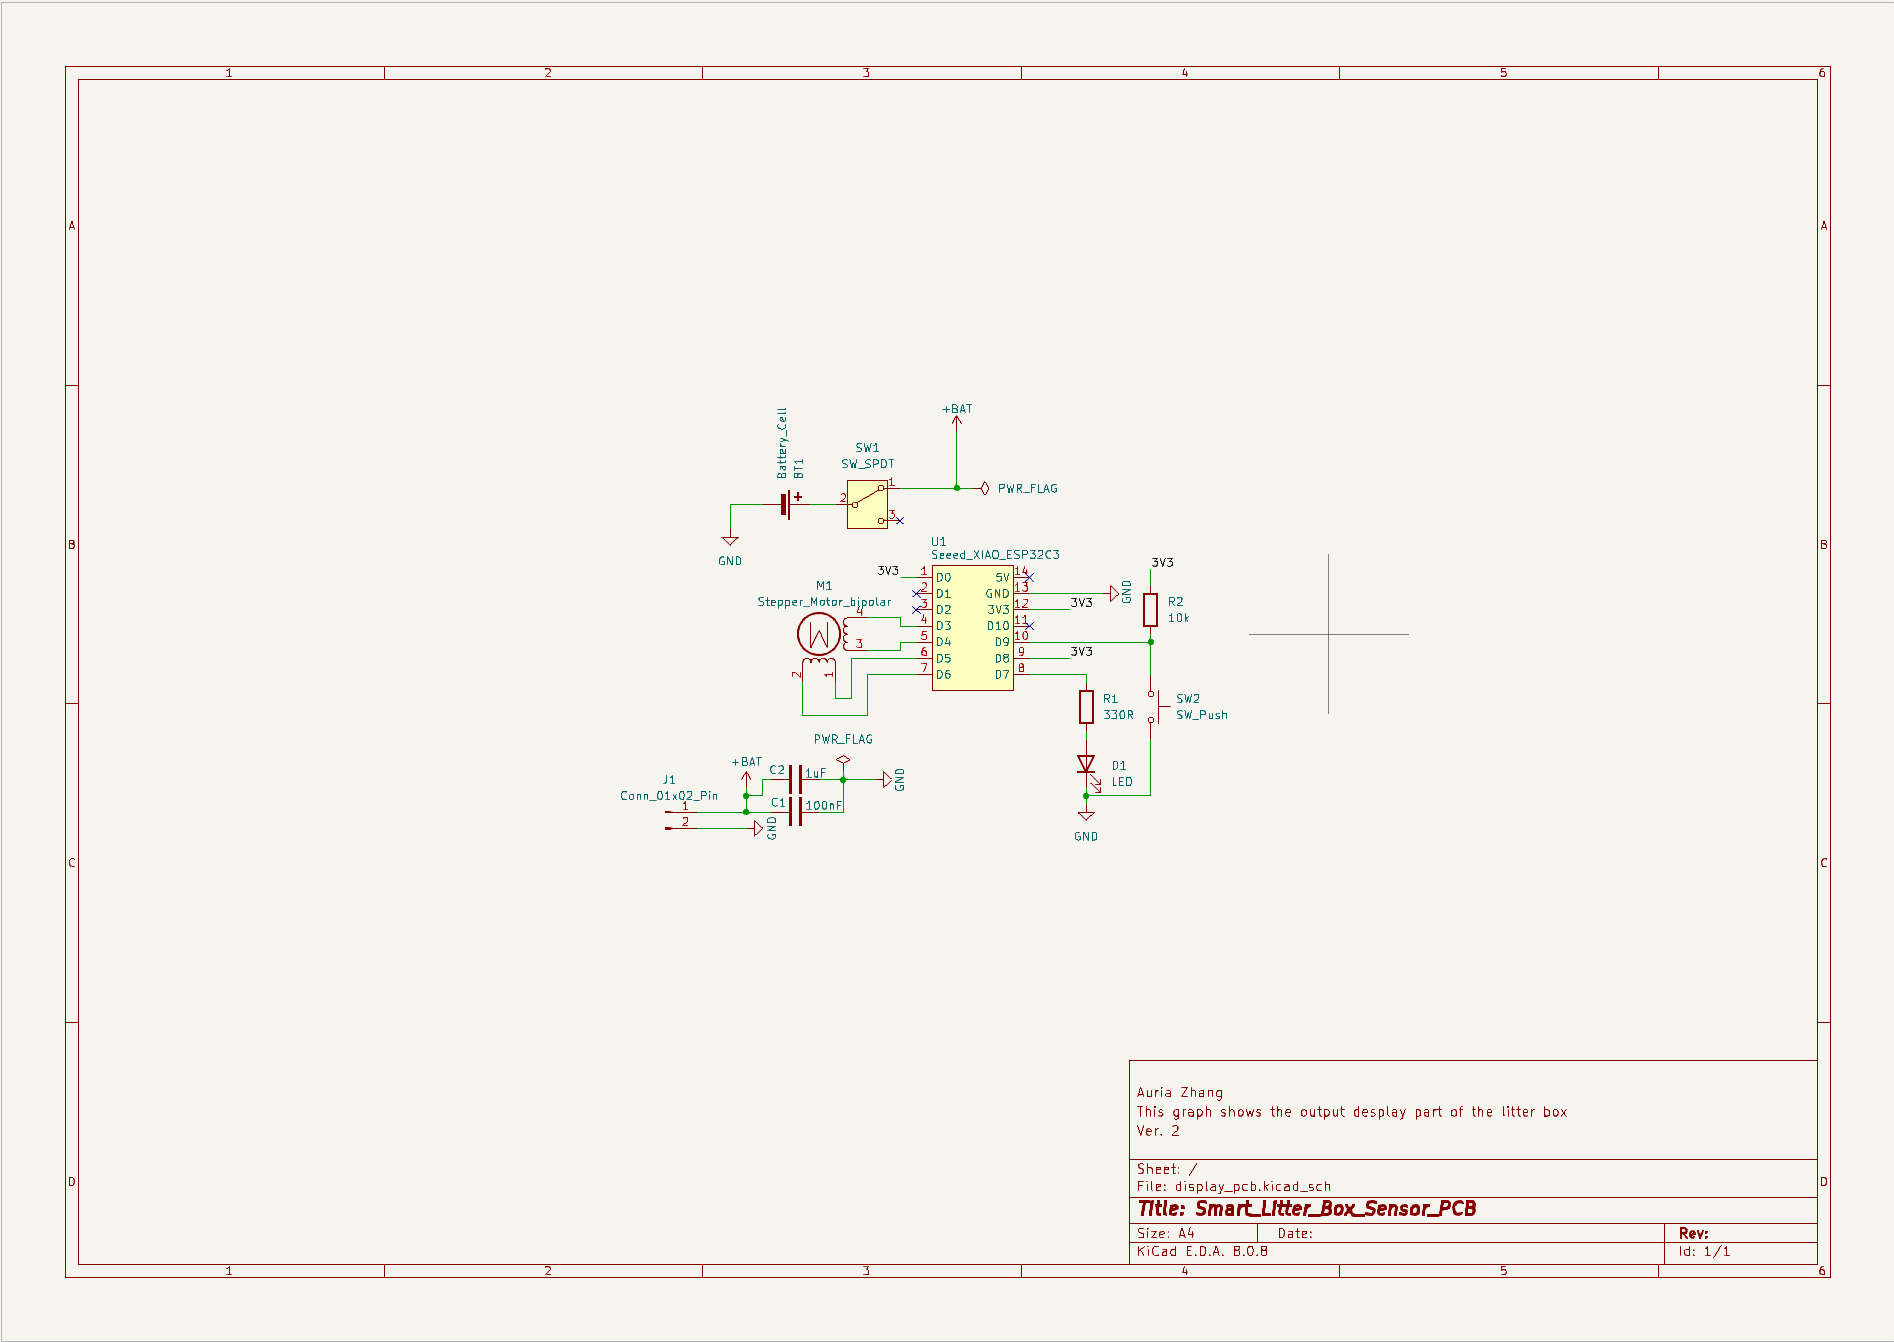 1 2 3 4 5 6
A A
+BAT
Battery_Cell
BT1
SW1
SW_SPDT
1
2
3
PWR_FLAG
GND
B B
U1
Seeed_XIAO_ESP32C3
3V3 1 D0 5V 14
2 D1 GND 13 GND
3 D2 3V3 12 3V3
4 D3 D10 11
5 D4 D9 10
6 D5 D8 9 3V3
7 D6 D7 8
M1
Stepper_Motor_bipolar
4
3
2 1
M
3V3
R2
10k
R1
330R
SW2
SW_Push
D1
LED
GND
PWR_FLAG
+BAT
C2 1uF
GND
J1
Conn_01x02_Pin
1
2
C1 100nF
GND
C C
Auria Zhang
This graph shows the output desplay part of the litter box
Ver. 2
Sheet: /
File: display_pcb.kicad_sch
D D
Title: Smart_Litter_Box_Sensor_PCB
Size: A4 Date: Rev:
KiCad E.D.A. 8.0.8 Id: 1/1
1 2 3 4 5 6